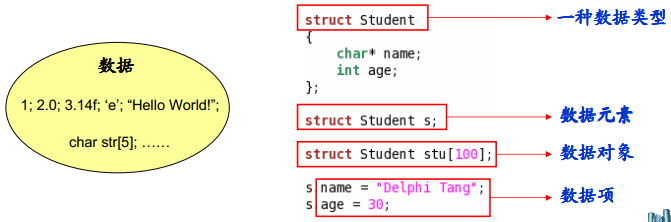 数据
1; 2.0; 3.14f; ‘e’; “Hello World!”;
char str[5]; ……
struct Student
一种数据类型
{
char* name;
int age;
};
struct Student s;
数据元素
struct Student stu[100];
数据对象
s.name = "Delphi Tang";
s.age = 30;
数据项